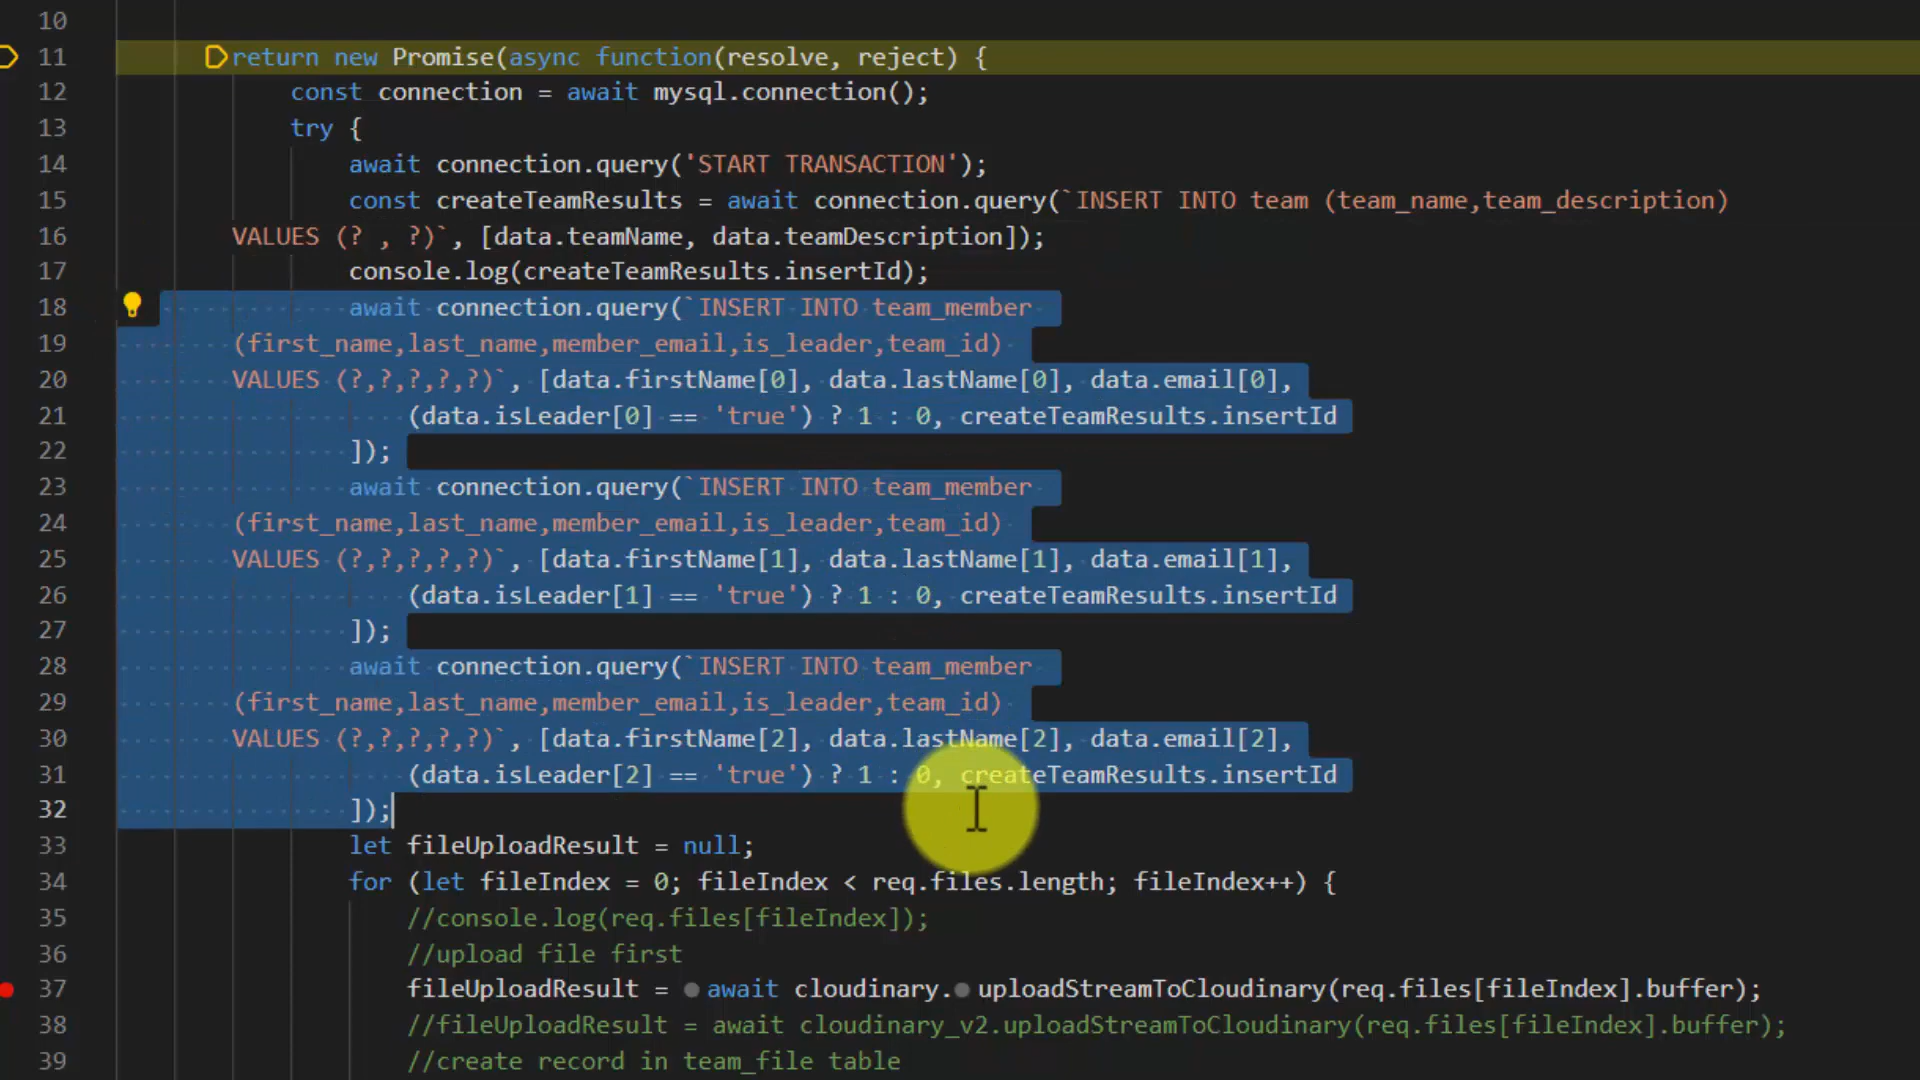 10
11 return new Promise(async function(resolve, reject) {
12 const connection = await mysql.connection();
13 try {
14 await connection.query('START TRANSACTION');
15 const createTeamResults = await connection.query(`INSERT INTO team (team_name,team_description)
16 VALUES (? , ?)`, [data.teamName, data.teamDescription]);
17 console.log(createTeamResults.insertId);
18 await connection.query(`INSERT INTO team_member
19 (first_name,last_name,member_email,is_leader,team_id)
20 VALUES (?,?,?,?,?)`, [data.firstName[0], data.lastName[0], data.email[0],
21 (data.isLeader[0] == 'true') ? 1 : 0, createTeamResults.insertId
22 ]);
23 await connection.query(`INSERT INTO team_member
24 (first_name,last_name,member_email,is_leader,team_id)
25 VALUES (?,?,?,?,?)`, [data.firstName[1], data.lastName[1], data.email[1],
26 (data.isLeader[1] == 'true') ? 1 : 0, createTeamResults.insertId
27 ]);
28 await connection.query(`INSERT INTO team_member
29 (first_name,last_name,member_email,is_leader,team_id)
30 VALUES (?,?,?,?,?)`, [data.firstName[2], data.lastName[2], data.email[2],
31 (data.isLeader[2] == 'true') ? 1 : 0, createTeamResults.insertId
32 ]);
33 let fileUploadResult = null;
34 for (let fileIndex = 0; fileIndex < req.files.length; fileIndex++) {
35 //console.log(req.files[fileIndex]);
36 //upload file first
37 fileUploadResult = await cloudinary.uploadStreamToCloudinary(req.files[fileIndex].buffer);
38 //fileUploadResult = await cloudinary_v2.uploadStreamToCloudinary(req.files[fileIndex].buffer);
39 //create record in team_file table